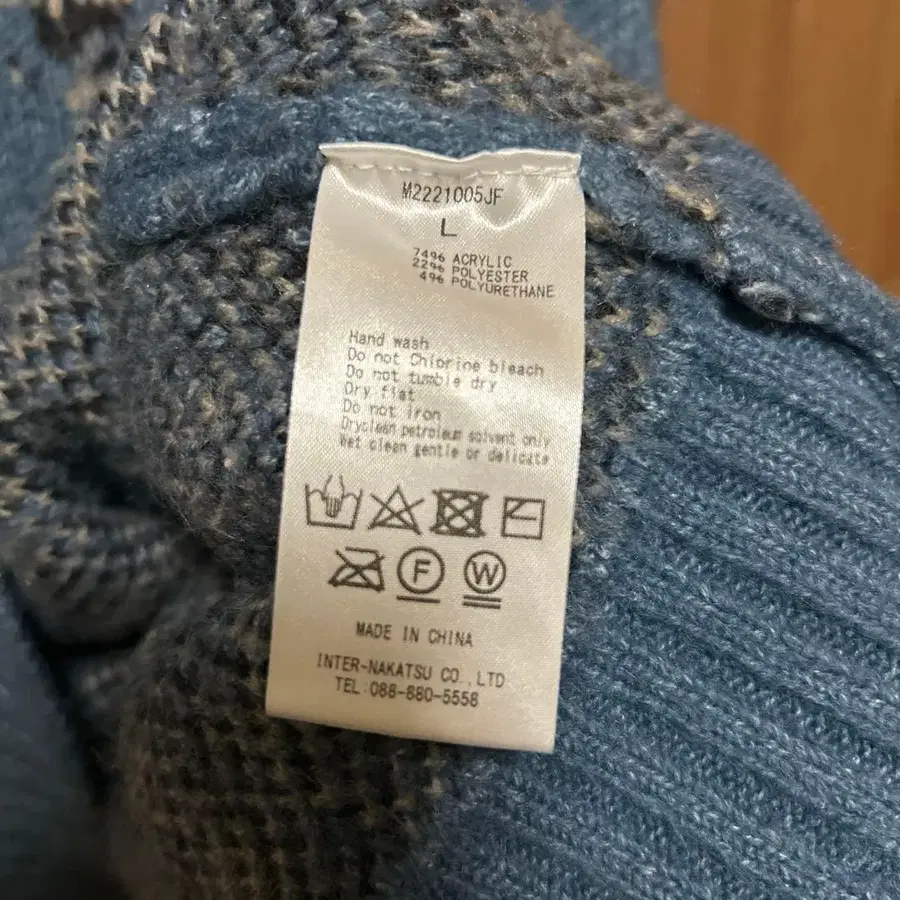 M2221005JF
L
74% ACRYLIC
22% POLYESTER
4% POLYURETHANE
Hand wash
Do not Chlorine bleach
Do not tumble dry
Dry flat
Do not iron
Dryclean petroleum solvent only
Wet clean gentle or delicate
F W
MADE IN CHINA
INTER-NAKATSU CO.,LTD
TEL:088-880-5558